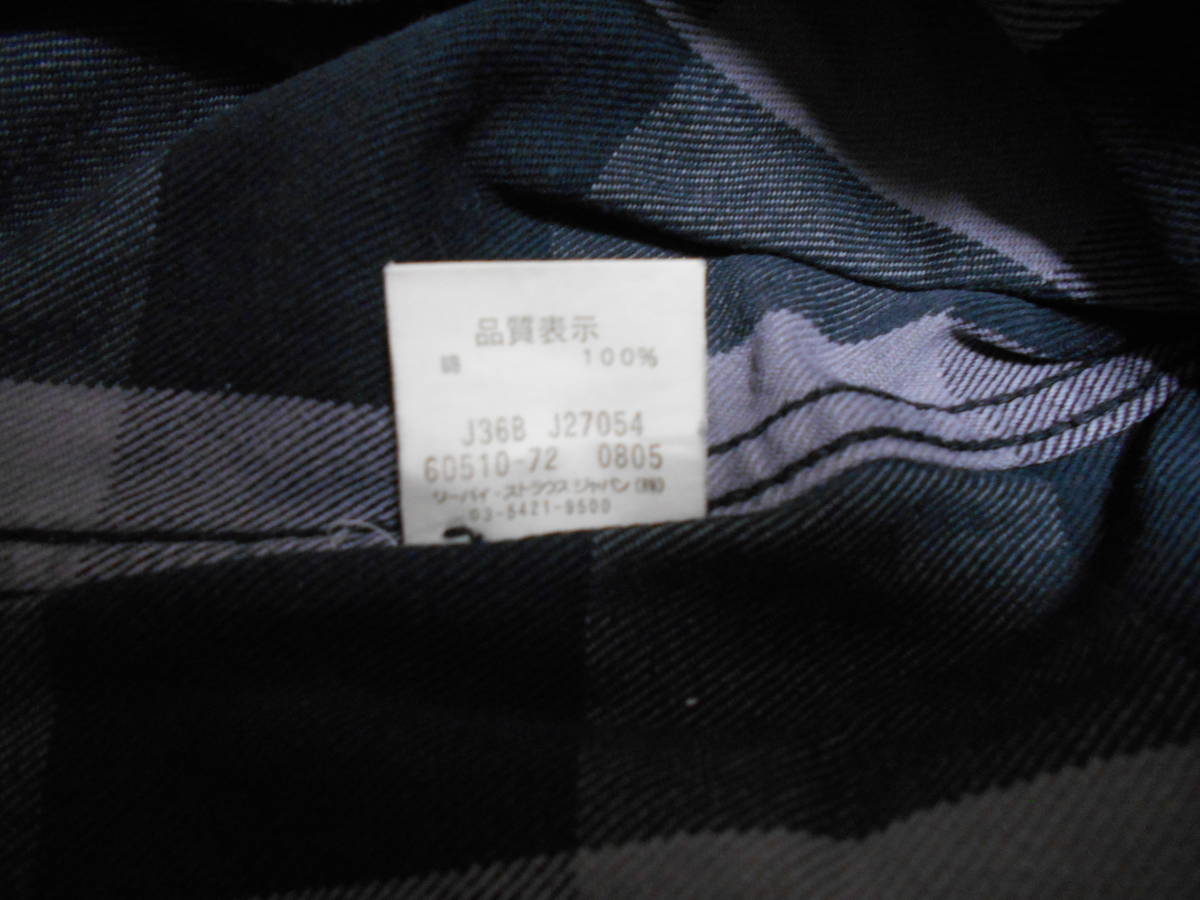 品質表示
綿 100%
J36B J27054
60510-72 0805
リーバイ・ストラウス ジャパン(株)
03-5421-9500